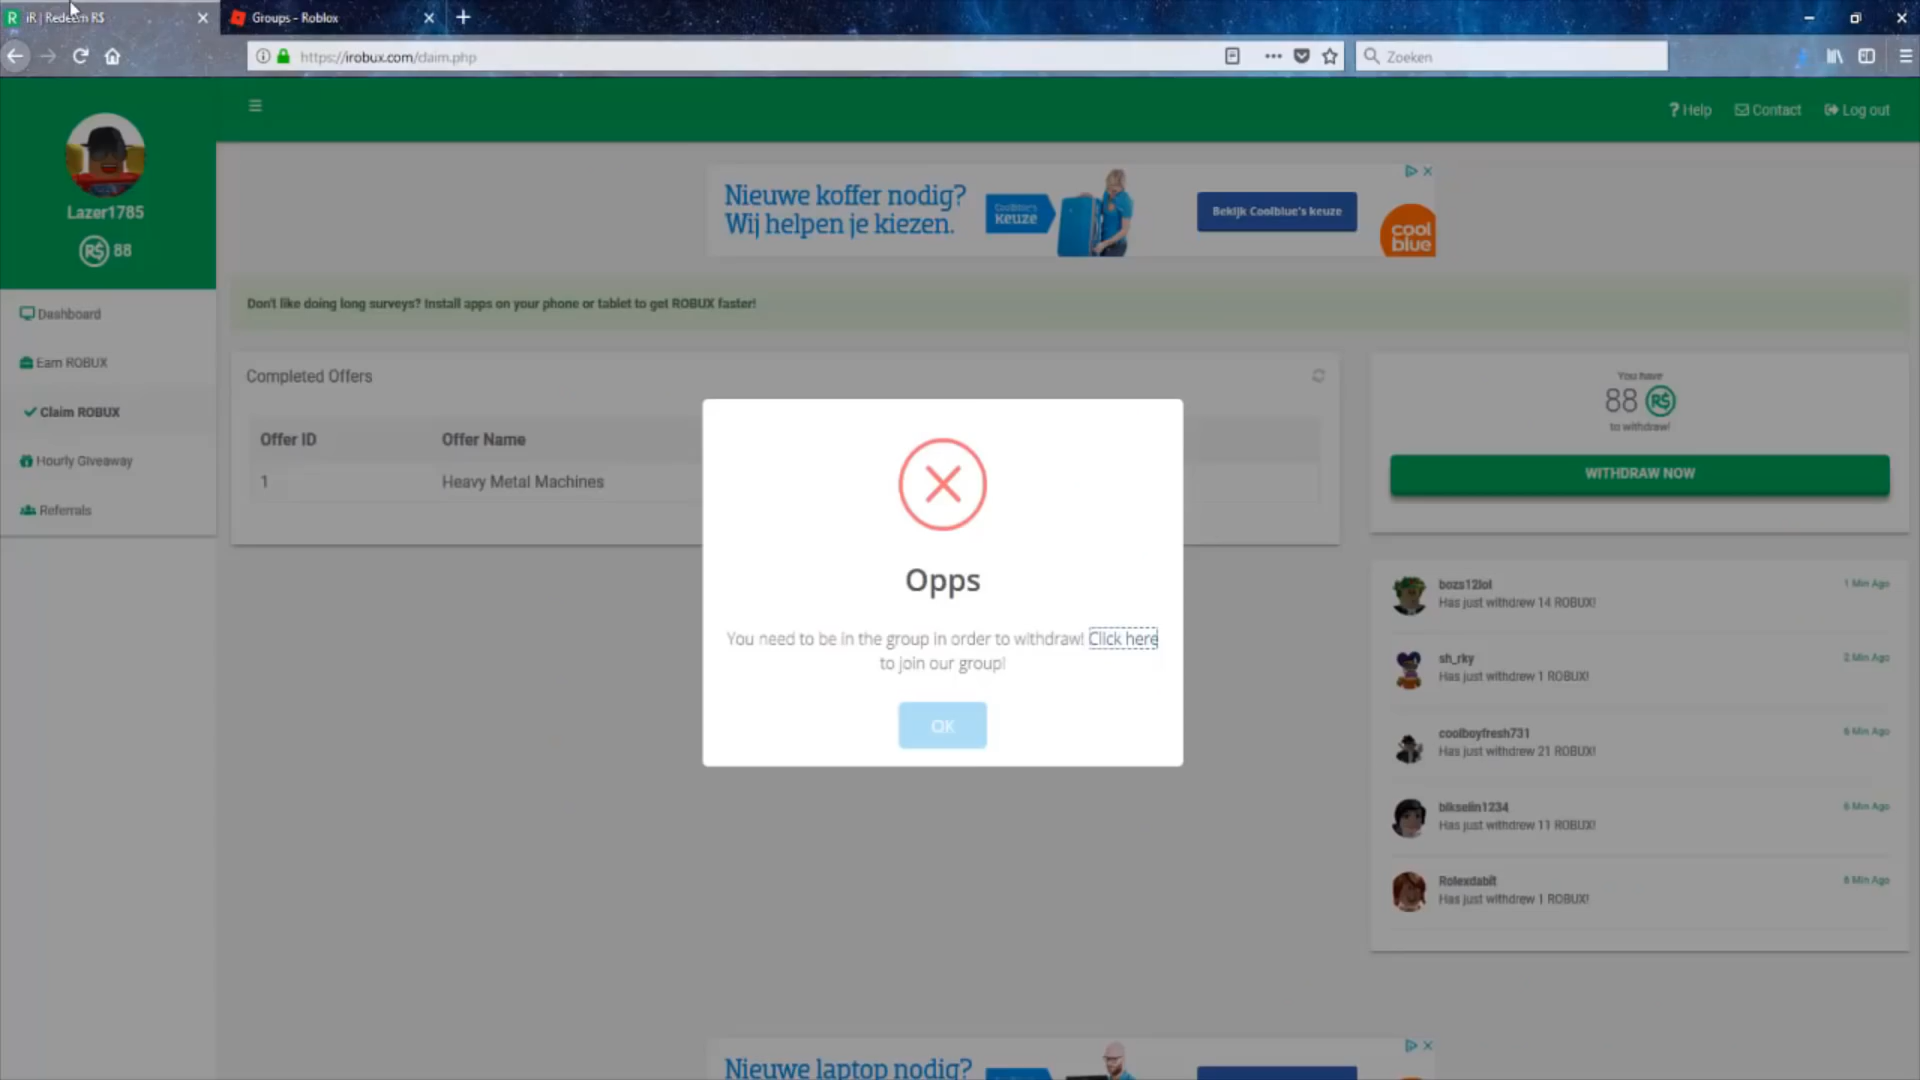 iR | Redeem R$
Groups - Roblox
https://irobux.com/claim.php
Zoeken
Help
Contact
Log out
Lazer1785
R$ 88
Dashboard
Earn ROBUX
Claim ROBUX
Hourly Giveaway
Referrals
Nieuwe koffer nodig?
Wij helpen je kiezen.
Coolblue's
KEUZE
Bekijk Coolblue's keuze
cool
blue
Don't like doing long surveys? Install apps on your phone or tablet to get ROBUX faster!
Completed Offers
Offer ID Offer Name
1 Heavy Metal Machines
Opps
You need to be in the group in order to withdraw! Click here
to join our group!
OK
You have
88 R$
to withdraw!
WITHDRAW NOW
bozs12lol 1 Min Ago
Has just withdrew 14 ROBUX!
sh_rky 2 Min Ago
Has just withdrew 1 ROBUX!
coolboyfresh731 6 Min Ago
Has just withdrew 21 ROBUX!
blkselin1234 6 Min Ago
Has just withdrew 11 ROBUX!
Rolexdabit 6 Min Ago
Has just withdrew 1 ROBUX!
Nieuwe laptop nodig?